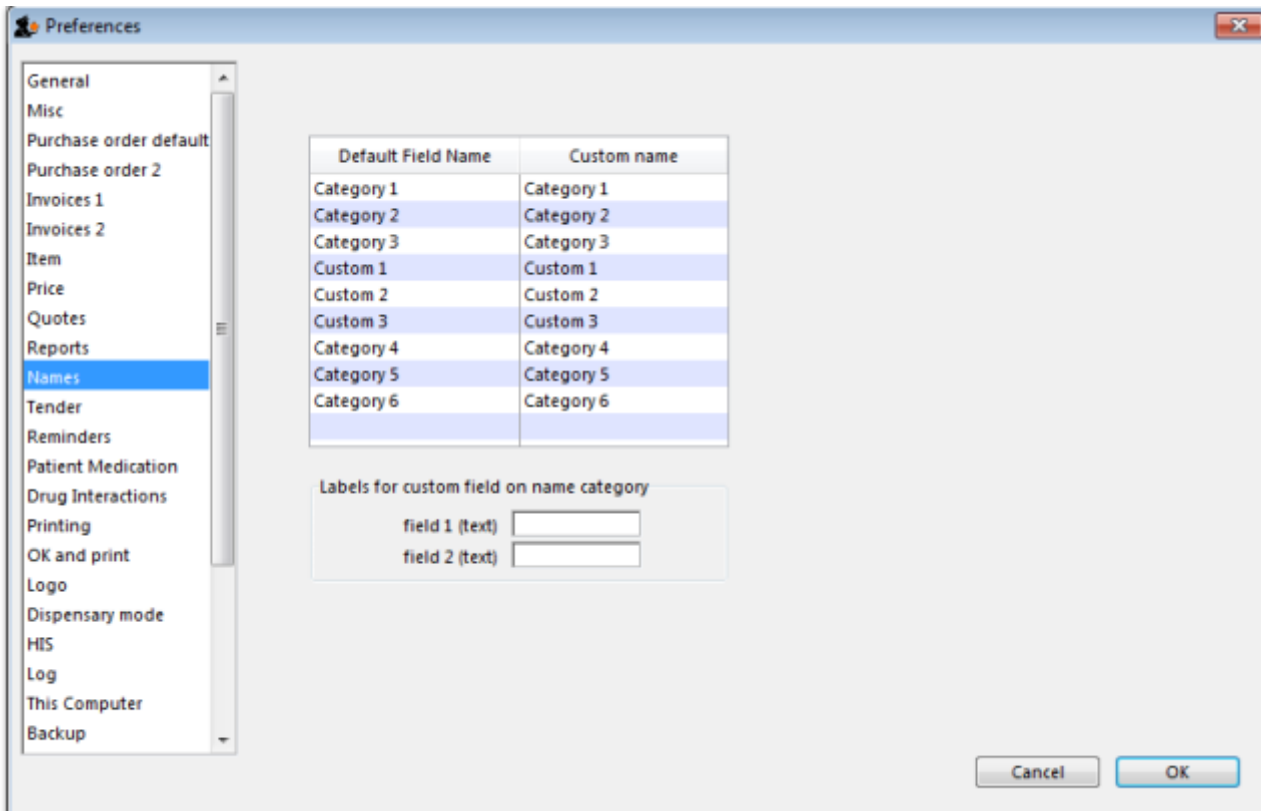 Preferences
General
Misc
Purchase order default
Purchase order 2
Invoices 1
Invoices 2
Item
Price
Quotes
Reports
Names
Tender
Reminders
Patient Medication
Drug Interactions
Printing
OK and print
Logo
Dispensary mode
HIS
Log
This Computer
Backup
Default Field Name Custom name
Category 1 Category 1
Category 2 Category 2
Category 3 Category 3
Custom 1 Custom 1
Custom 2 Custom 2
Custom 3 Custom 3
Category 4 Category 4
Category 5 Category 5
Category 6 Category 6
Labels for custom field on name category
field 1 (text)
field 2 (text)
Cancel OK